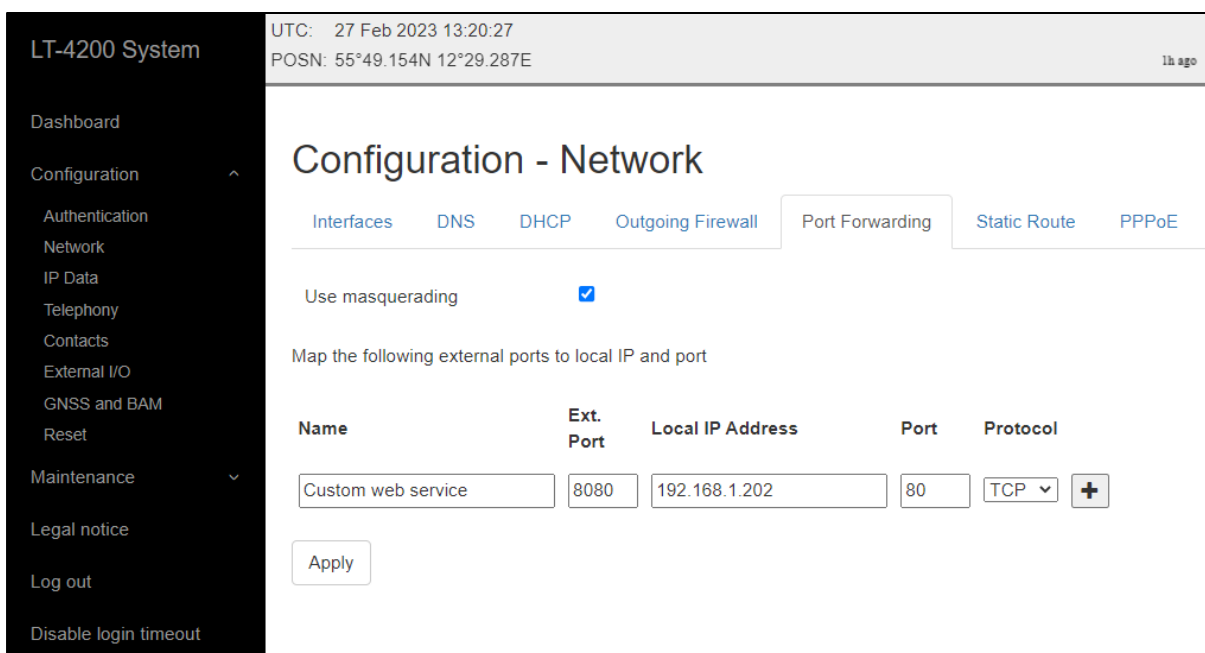 LT-4200 System
Dashboard
Configuration
Authentication
Network
IP Data
Telephony
Contacts
External I/O
GNSS and BAM
Reset
Maintenance
Legal notice
Log out
Disable login timeout
UTC: 27 Feb 2023 13:20:27
POSN: 55°49.154N 12°29.287E
1h ago
Configuration - Network
Interfaces DNS DHCP Outgoing Firewall Port Forwarding Static Route PPPoE
Use masquerading
Map the following external ports to local IP and port
Name Ext. Port Local IP Address Port Protocol
Custom web service 8080 192.168.1.202 80 TCP +
Apply